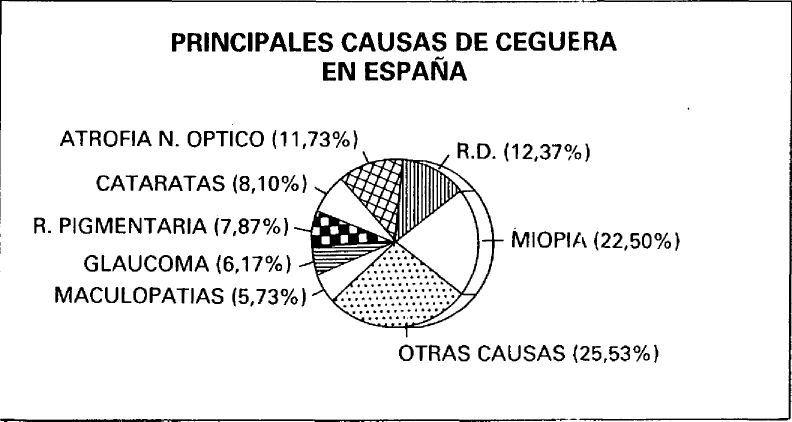 PRINCIPALES CAUSAS DE CEGUERA
EN ESPAÑA
ATROFIA N. OPTICO (11,73%)
R.D. (12,37%)
CATARATAS (8,10%)
R. PIGMENTARIA (7,87%)
MIOPIA (22,50%)
GLAUCOMA (6,17%)
MACULOPATIAS (5,73%)
OTRAS CAUSAS (25,53%)